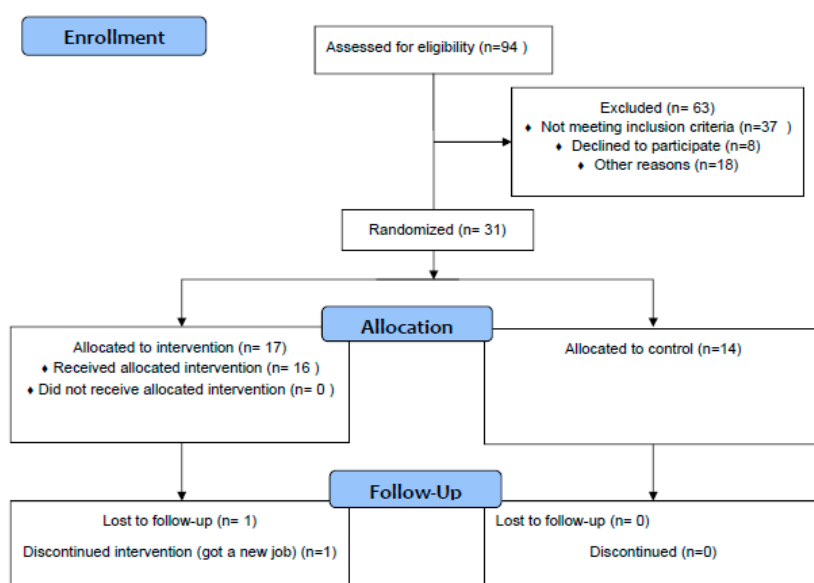 Enrollment
Assessed for eligibility (n=94 )
Excluded (n= 63)
♦ Not meeting inclusion criteria (n=37 )
♦ Declined to participate (n=8)
♦ Other reasons (n=18)
Randomized (n= 31)
Allocation
Allocated to intervention (n= 17)
♦ Received allocated intervention (n= 16 )
♦ Did not receive allocated intervention (n= 0 )
Allocated to control (n=14)
Follow-Up
Lost to follow-up (n= 1)
Discontinued intervention (got a new job) (n=1)
Lost to follow-up (n= 0)
Discontinued (n=0)